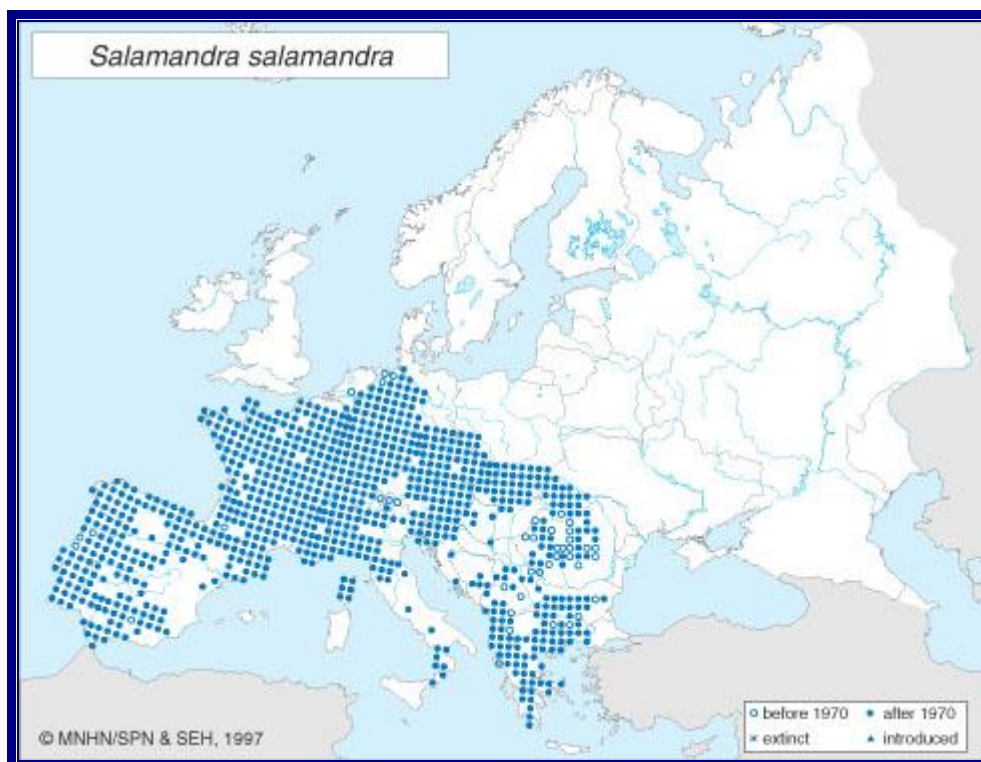 Salamandra salamandra
before 1970 after 1970
extinct introduced
© MNHN/SPN & SEH, 1997